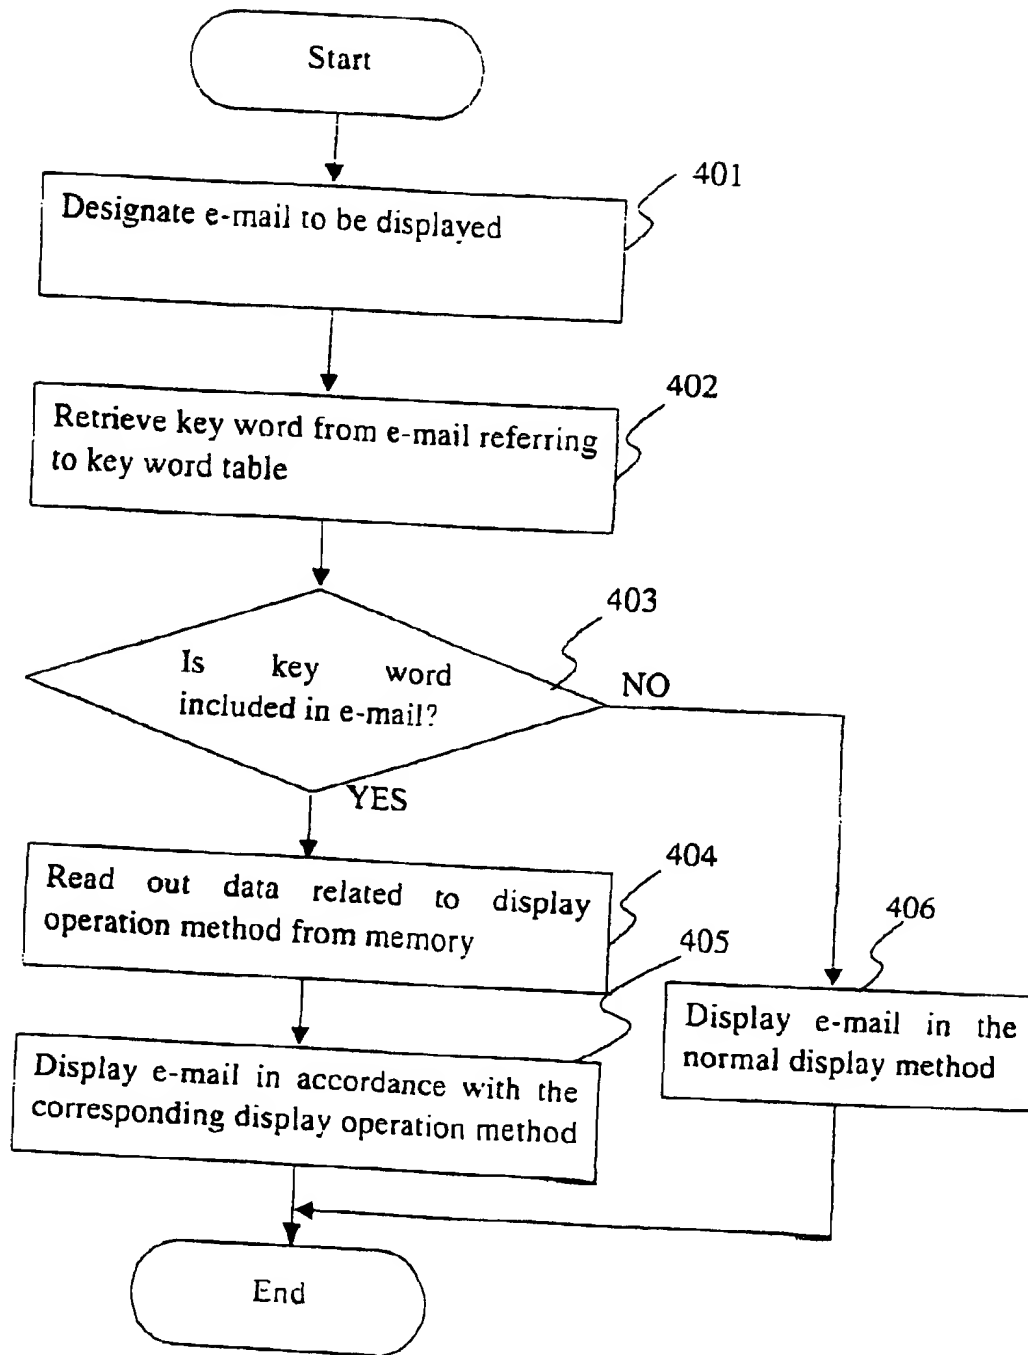 Start
401
Designate e-mail to be displayed
402
Retrieve key word from e-mail referring
to key word table
403
Is key word
included in e-mail?
NO
YES
404
Read out data related to display
operation method from memory
405
406
Display e-mail in accordance with the
corresponding display operation method
Display e-mail in the
normal display method
End